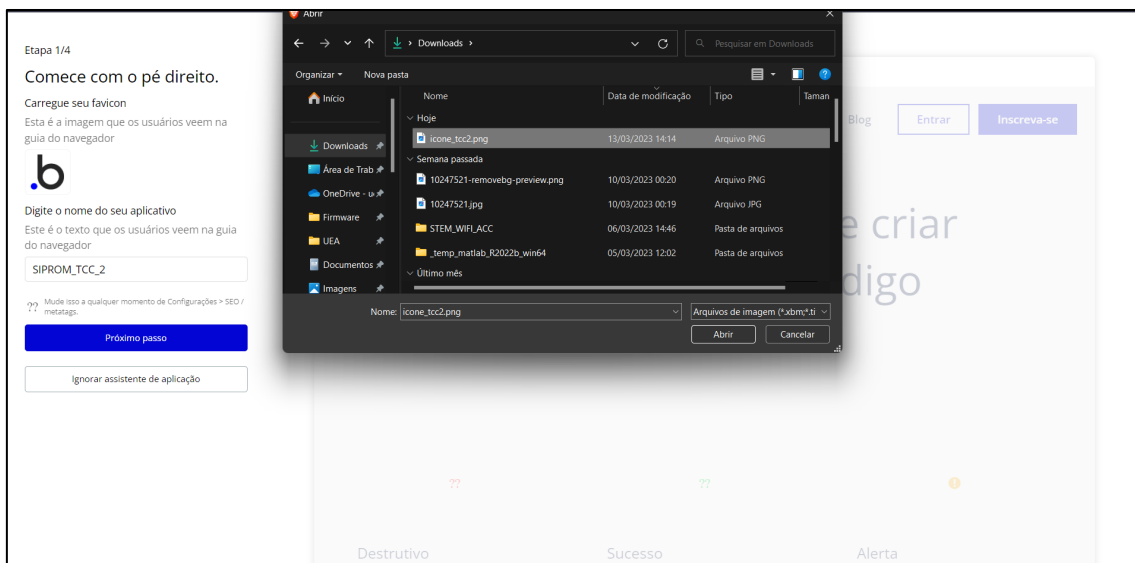 Etapa 1/4
Comece com o pé direito.
Carregue seu favicon
Esta é a imagem que os usuários veem na
guia do navegador
.b
Digite o nome do seu aplicativo
Este é o texto que os usuários veem na guia
do navegador
SIPROM_TCC_2
?? Mude isso a qualquer momento de Configurações > SEO /
metatags.
Próximo passo
Ignorar assistente de aplicação
Abrir
Downloads
Pesquisar em Downloads
Organizar
Nova pasta
Início
Downloads
Área de Trab
OneDrive -
Firmware
UEA
Documentos
Imagens
Nome Data de modificação Tipo Taman
Hoje
icone_tcc2.png 13/03/2023 14:14 Arquivo PNG
Semana passada
10247521-removebg-preview.png 10/03/2023 00:20 Arquivo PNG
10247521.jpg 10/03/2023 00:19 Arquivo JPG
STEM_WIFI_ACC 06/03/2023 14:46 Pasta de arquivos
_temp_matlab_R2022b_win64 05/03/2023 12:02 Pasta de arquivos
Último mês
Nome: icone_tcc2.png Arquivos de imagem (*.xbm;*.ti
Abrir Cancelar
Blog Entrar Inscreva-se
e criar
digo
?? ??
Destrutivo Sucesso Alerta